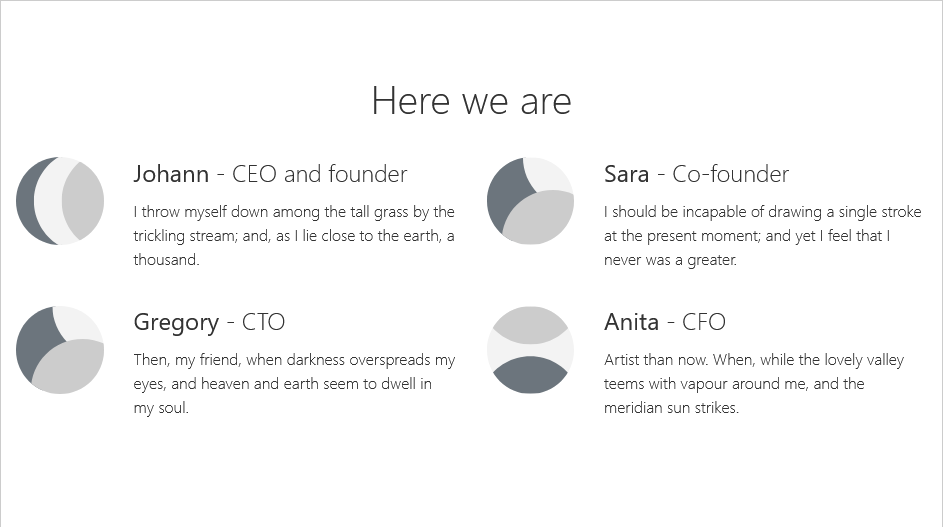 Here we are
Johann - CEO and founder
I throw myself down among the tall grass by the
trickling stream; and, as I lie close to the earth, a
thousand.
Sara - Co-founder
I should be incapable of drawing a single stroke
at the present moment; and yet I feel that I
never was a greater.
Gregory - CTO
Then, my friend, when darkness overspreads my
eyes, and heaven and earth seem to dwell in
my soul.
Anita - CFO
Artist than now. When, while the lovely valley
teems with vapour around me, and the
meridian sun strikes.